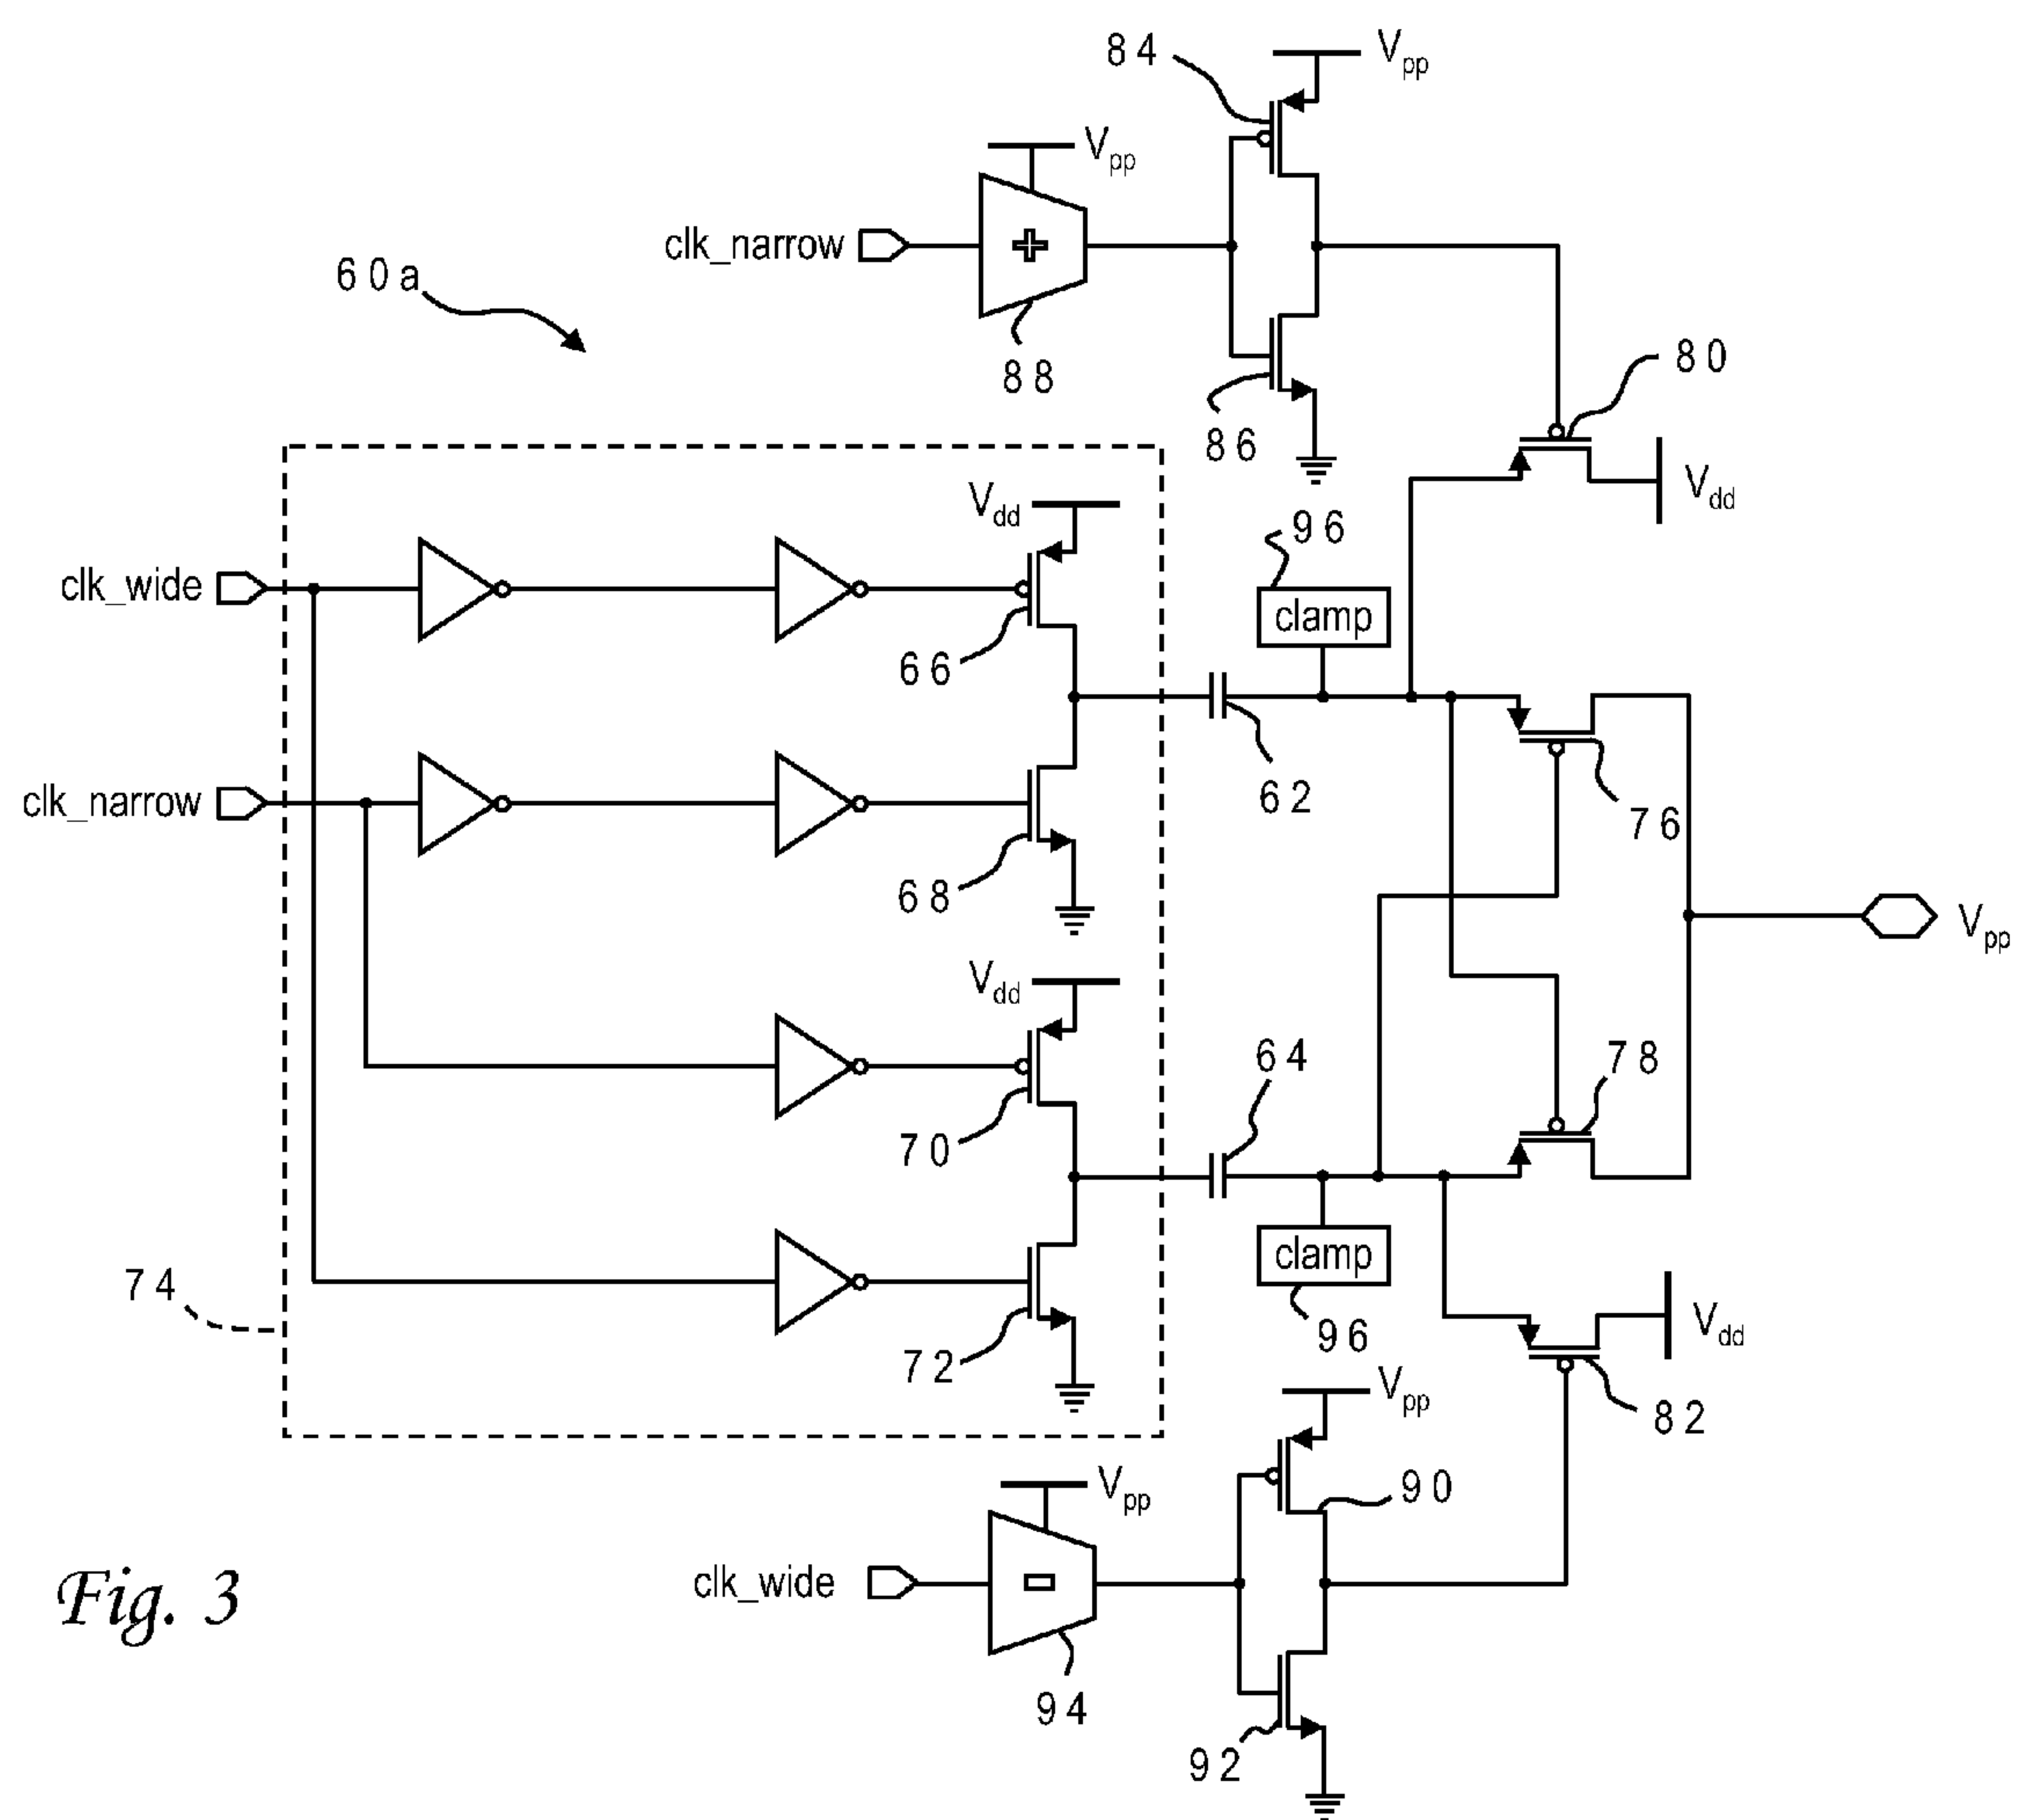 84
Vpp
Vpp
clk_narrow
+
60a
88
80
86
Vdd
Vdd
96
clk_wide
clamp
66
62
clk_narrow
76
68
Vpp
Vdd
64
78
70
clamp
74
96
Vdd
72
Vpp
82
Vpp
90
clk_wide
-
Fig. 3
94
92